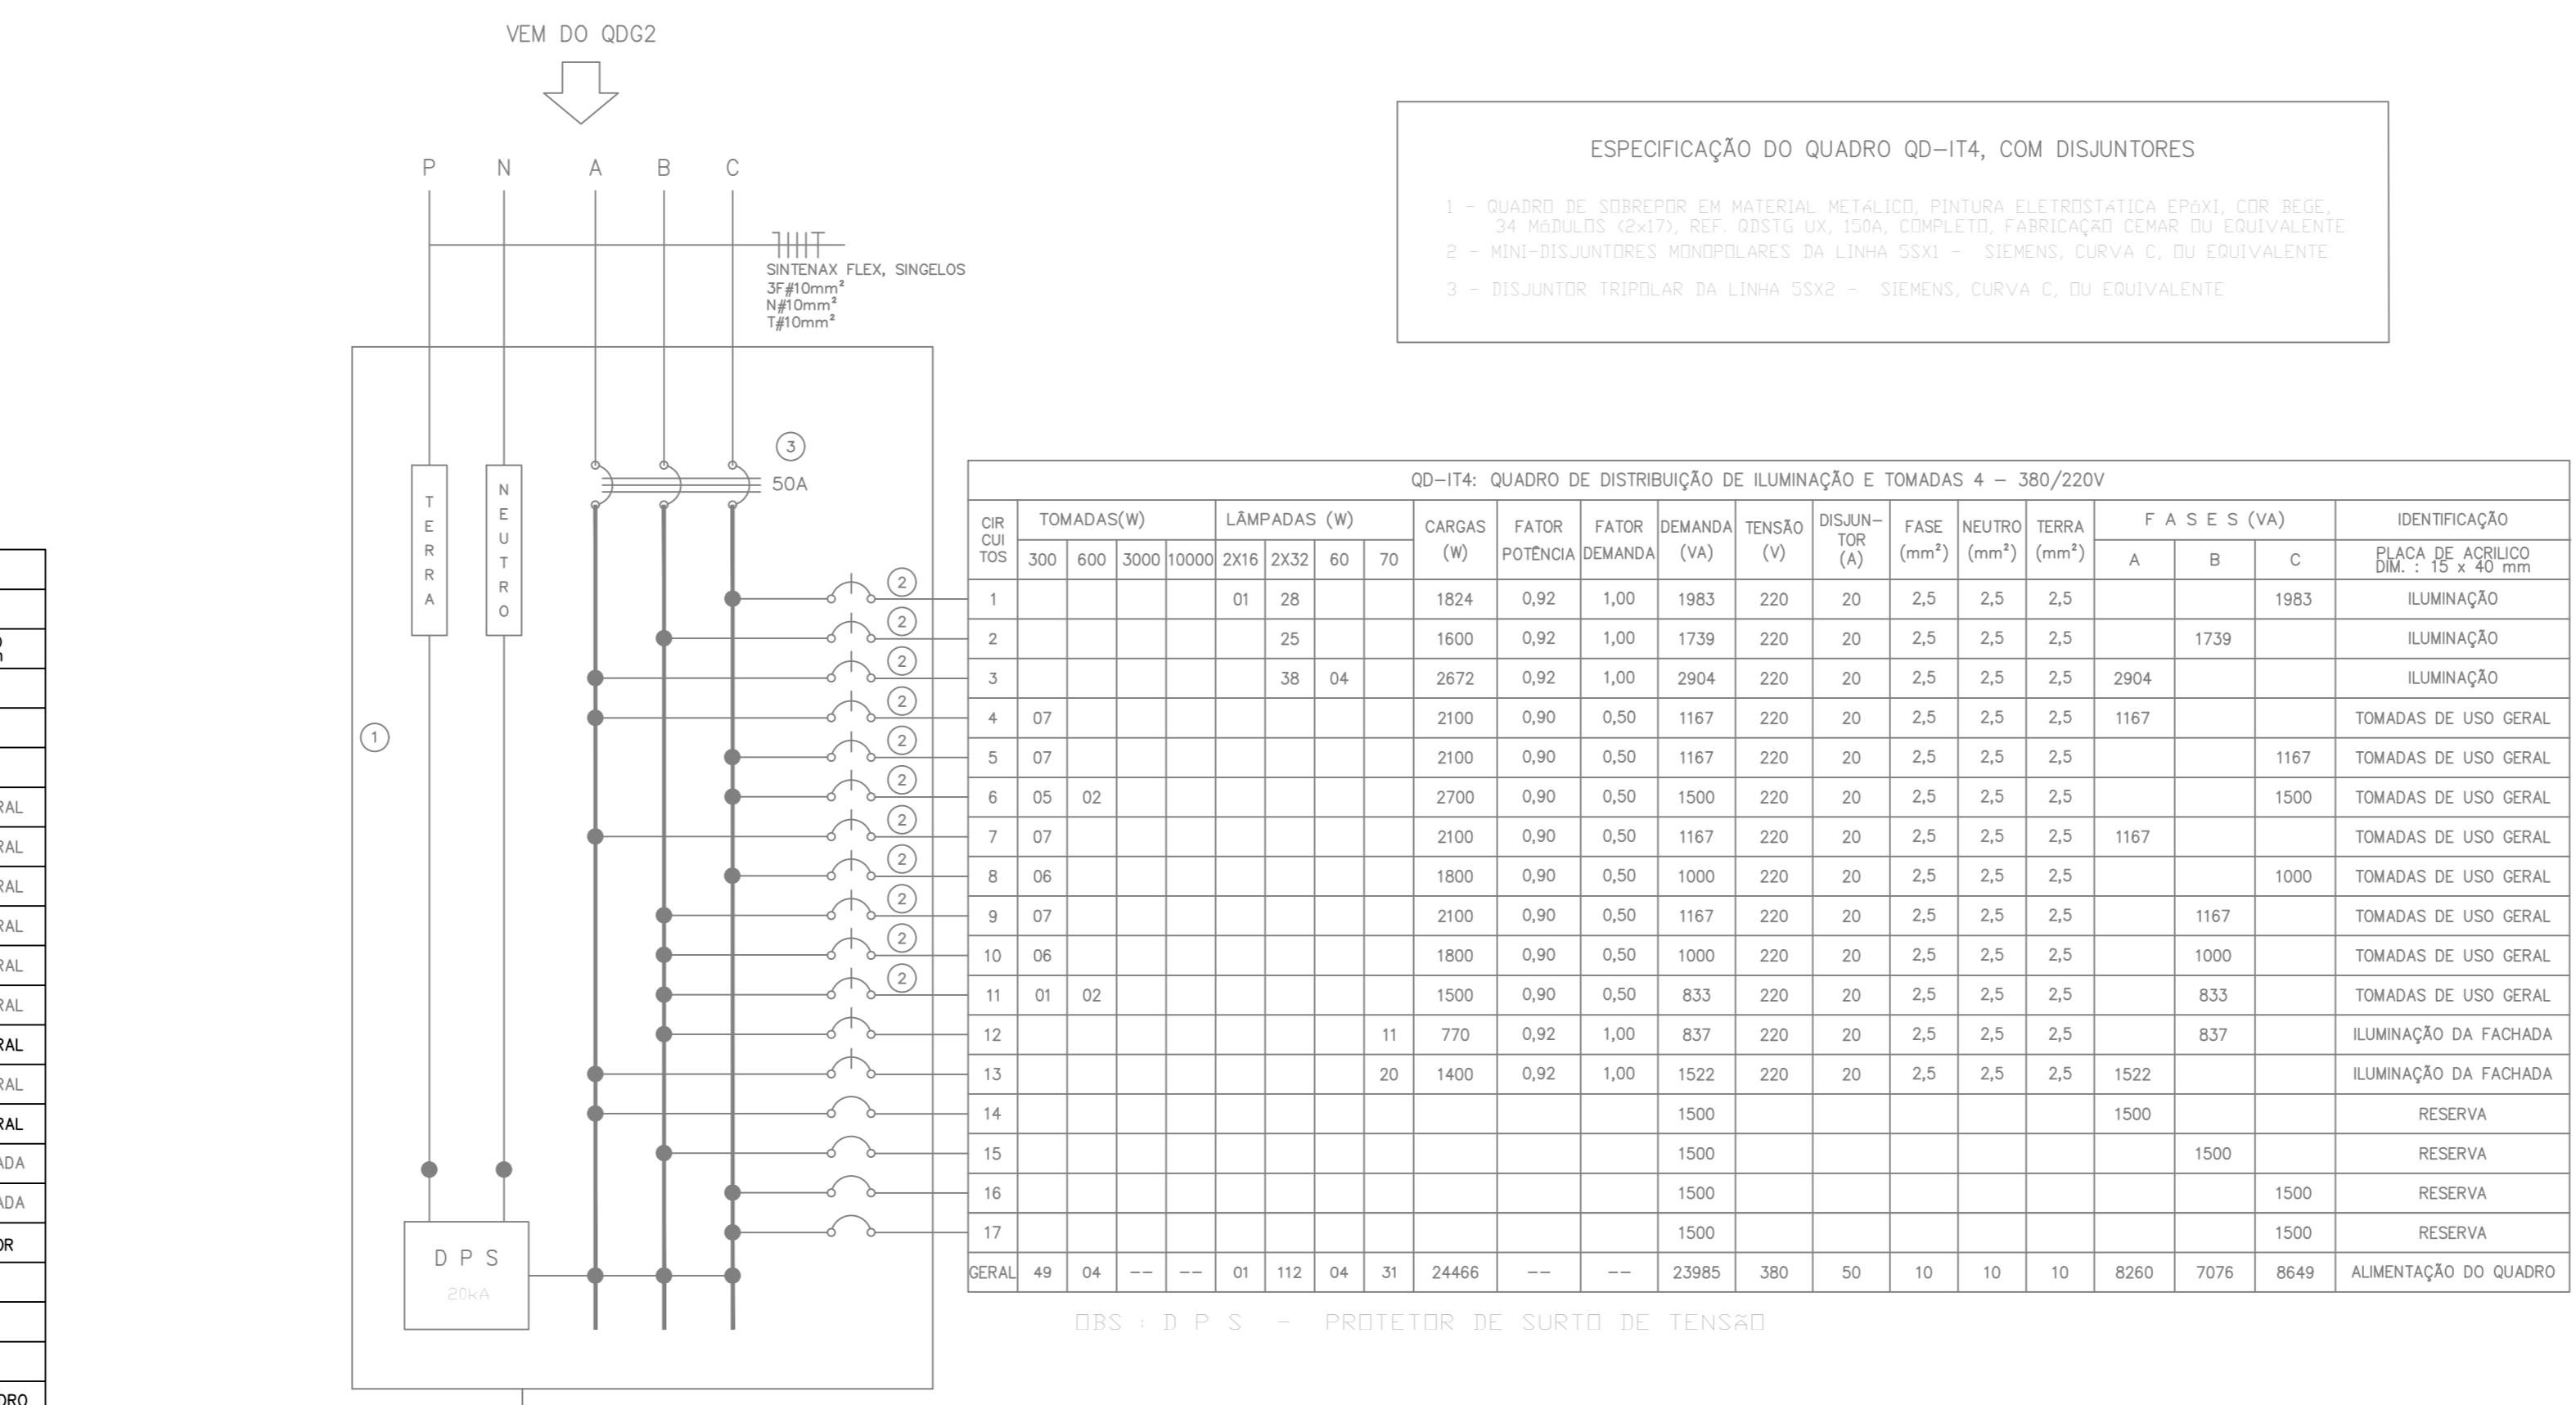 VEM DO QDG2
P N A B C
SINTENAX FLEX, SINGELOS
3F#10mm²
N#10mm²
T#10mm²
ESPECIFICAÇÃO DO QUADRO QD-IT4, COM DISJUNTORES
1 - QUADRO DE SOBREPOR EM MATERIAL METáLICO, PINTURA ELETROSTáTICA EPóXI, COR BEGE,
34 MóDULOS (2x17), REF. QDSTG UX, 150A, COMPLETO, FABRICAÇãO CEMAR OU EQUIVALENTE
2 - MINI-DISJUNTORES MONOPOLARES DA LINHA 5SX1 - SIEMENS, CURVA C, OU EQUIVALENTE
3 - DISJUNTOR TRIPOLAR DA LINHA 5SX2 - SIEMENS, CURVA C, OU EQUIVALENTE
3
50A
TERRA
NEUTRO
1
2
2
2
2
2
2
2
2
2
2
2
D P S
20kA
QD-IT4: QUADRO DE DISTRIBUIÇÃO DE ILUMINAÇÃO E TOMADAS 4 - 380/220V
CIR CUI TOS TOMADAS(W) LÂMPADAS (W) CARGAS (W) FATOR POTÊNCIA FATOR DEMANDA DEMANDA (VA) TENSÃO (V) DISJUN- TOR (A) FASE (mm²) NEUTRO (mm²) TERRA (mm²) F A S E S (VA) IDENTIFICAÇÃO
300 600 3000 10000 2X16 2X32 60 70 A B C PLACA DE ACRILICO DIM. : 15 x 40 mm
1 01 28 1824 0,92 1,00 1983 220 20 2,5 2,5 2,5 1983 ILUMINAÇÃO
2 25 1600 0,92 1,00 1739 220 20 2,5 2,5 2,5 1739 ILUMINAÇÃO
3 38 04 2672 0,92 1,00 2904 220 20 2,5 2,5 2,5 2904 ILUMINAÇÃO
4 07 2100 0,90 0,50 1167 220 20 2,5 2,5 2,5 1167 TOMADAS DE USO GERAL
5 07 2100 0,90 0,50 1167 220 20 2,5 2,5 2,5 1167 TOMADAS DE USO GERAL
6 05 02 2700 0,90 0,50 1500 220 20 2,5 2,5 2,5 1500 TOMADAS DE USO GERAL
7 07 2100 0,90 0,50 1167 220 20 2,5 2,5 2,5 1167 TOMADAS DE USO GERAL
8 06 1800 0,90 0,50 1000 220 20 2,5 2,5 2,5 1000 TOMADAS DE USO GERAL
9 07 2100 0,90 0,50 1167 220 20 2,5 2,5 2,5 1167 TOMADAS DE USO GERAL
10 06 1800 0,90 0,50 1000 220 20 2,5 2,5 2,5 1000 TOMADAS DE USO GERAL
11 01 02 1500 0,90 0,50 833 220 20 2,5 2,5 2,5 833 TOMADAS DE USO GERAL
12 11 770 0,92 1,00 837 220 20 2,5 2,5 2,5 837 ILUMINAÇÃO DA FACHADA
13 20 1400 0,92 1,00 1522 220 20 2,5 2,5 2,5 1522 ILUMINAÇÃO DA FACHADA
14 1500 1500 RESERVA
15 1500 1500 RESERVA
16 1500 1500 RESERVA
17 1500 1500 RESERVA
GERAL 49 04 -- -- 01 112 04 31 24466 -- -- 23985 380 50 10 10 10 8260 7076 8649 ALIMENTAÇÃO DO QUADRO
OBS : D P S - PROTETOR DE SURTO DE TENSãO